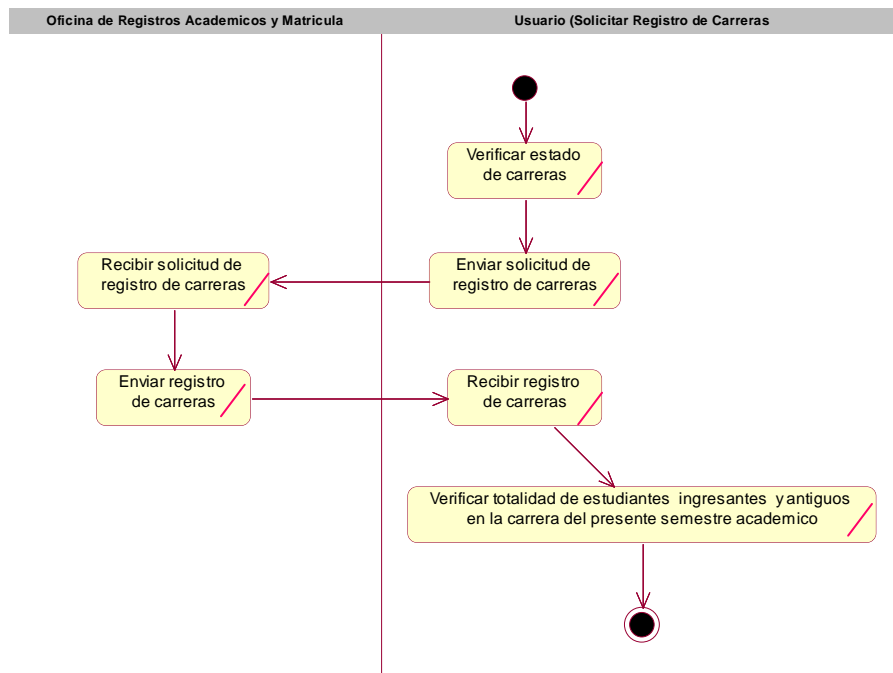 Oficina de Registros Academicos y Matricula
Usuario (Solicitar Registro de Carreras
Verificar estado
de carreras
Enviar solicitud de
registro de carreras
Recibir solicitud de
registro de carreras
Enviar registro
de carreras
Recibir registro
de carreras
Verificar totalidad de estudiantes ingresantes y antiguos
en la carrera del presente semestre academico